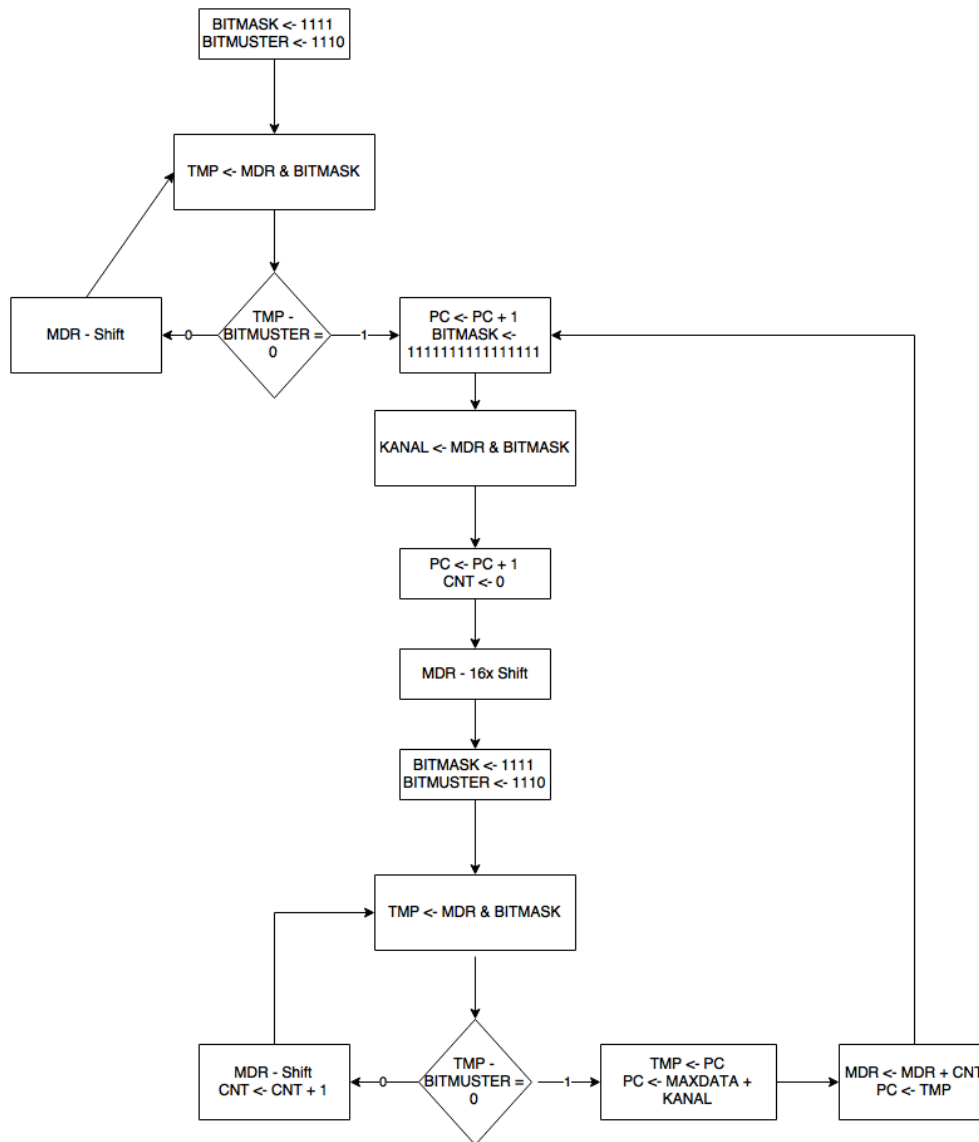 BITMASK <- 1111
BITMUSTER <- 1110
TMP <- MDR & BITMASK
MDR - Shift
0
TMP -
BITMUSTER =
0
1
PC <- PC + 1
BITMASK <-
1111111111111111
KANAL <- MDR & BITMASK
PC <- PC + 1
CNT <- 0
MDR - 16x Shift
BITMASK <- 1111
BITMUSTER <- 1110
TMP <- MDR & BITMASK
MDR - Shift
CNT <- CNT + 1
0
TMP -
BITMUSTER =
0
1
TMP <- PC
PC <- MAXDATA +
KANAL
MDR <- MDR + CNT
PC <- TMP